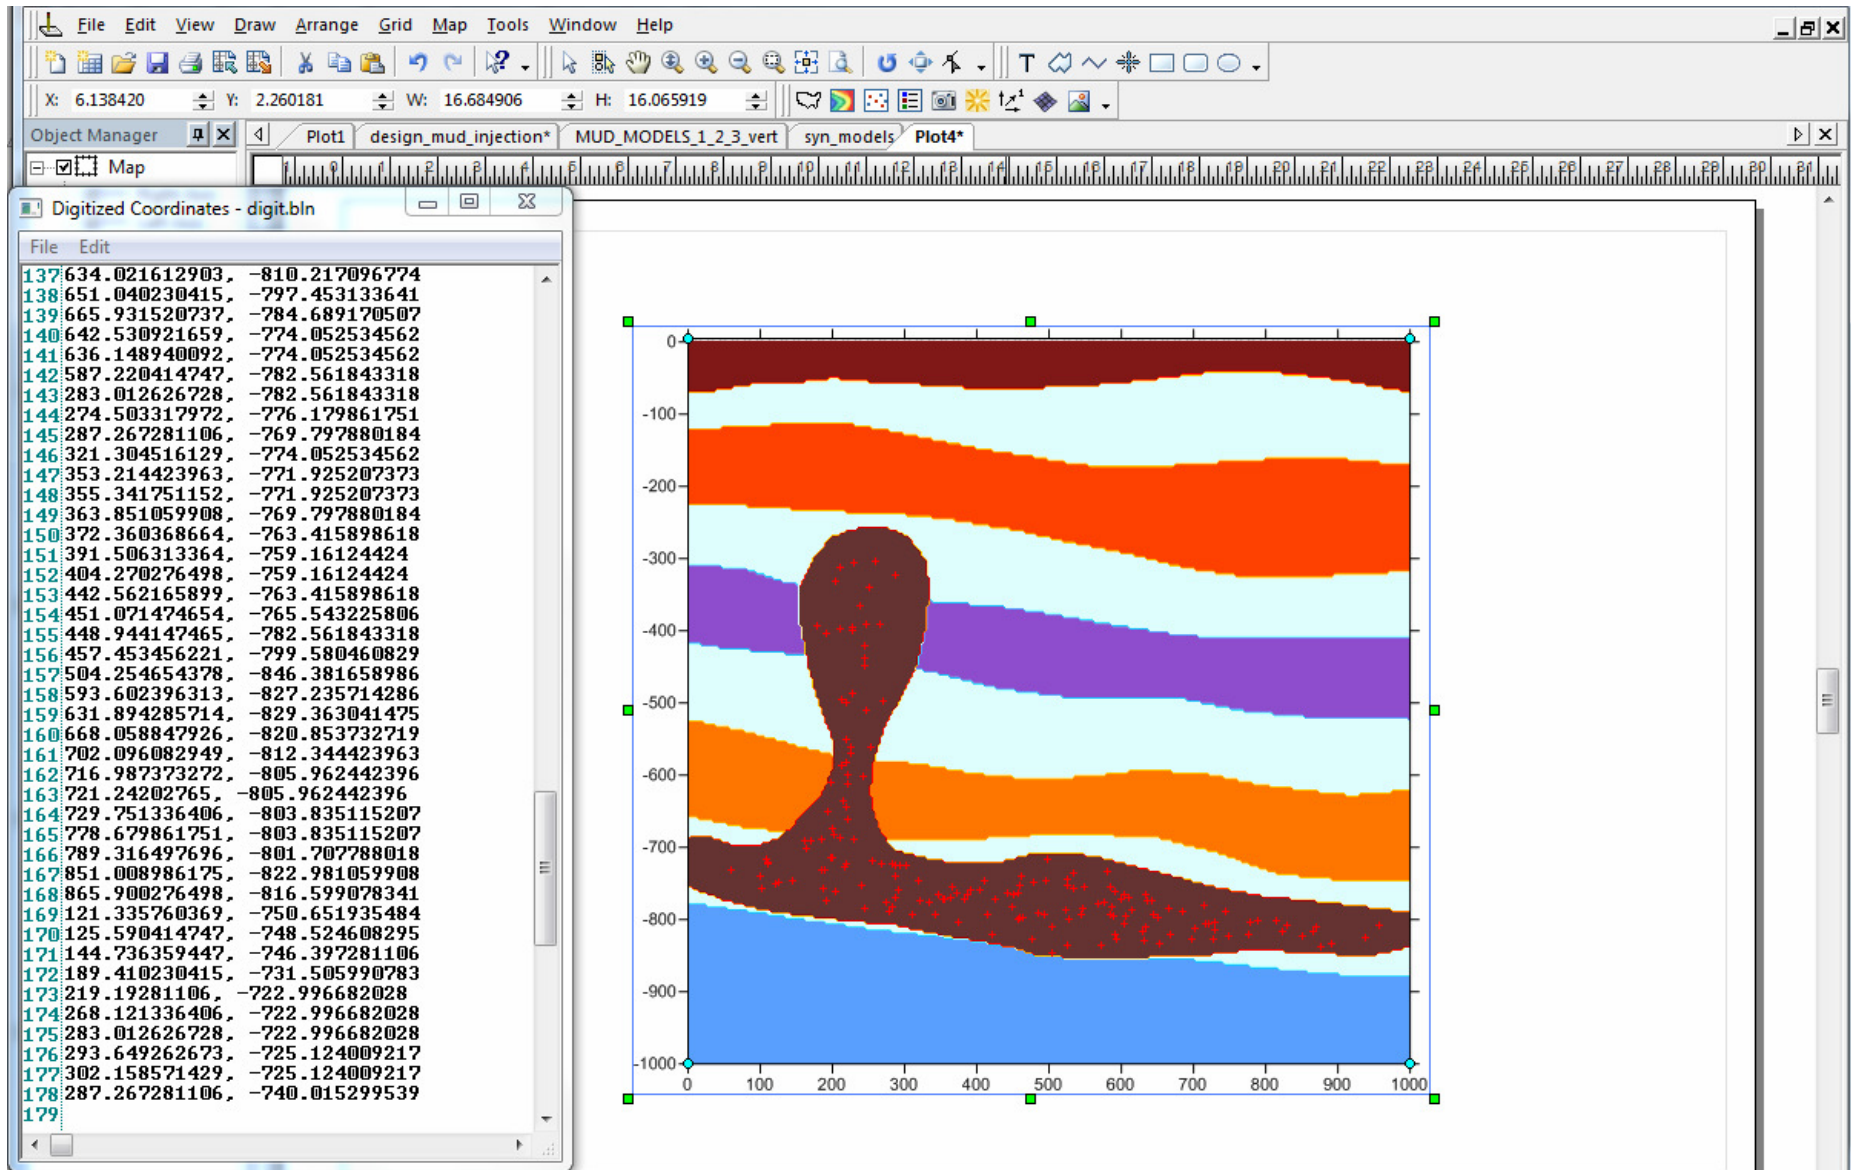 File Edit View Draw Arrange Grid Map Tools Window Help
X: 6.138420 Y: 2.260181 W: 16.684906 H: 16.065919
Object Manager Plot1 design_mud_injection* MUD_MODELS_1_2_3_vert syn_models Plot4*
Map
Digitized Coordinates - digit.bln
File Edit
137 634.021612903, -810.217096774
138 651.040230415, -797.453133641
139 665.931520737, -784.689170507
140 642.530921659, -774.052534562
141 636.148940092, -774.052534562
142 587.220414747, -782.561843318
143 283.012626728, -782.561843318
144 274.503317972, -776.179861751
145 287.267281106, -769.797880184
146 321.304516129, -774.052534562
147 353.214423963, -771.925207373
148 355.341751152, -771.925207373
149 363.851059908, -769.797880184
150 372.360368664, -763.415898618
151 391.506313364, -759.16124424
152 404.270276498, -759.16124424
153 442.562165899, -763.415898618
154 451.071474654, -765.543225806
155 448.944147465, -782.561843318
156 457.453456221, -799.580460829
157 504.254654378, -846.381658986
158 593.602396313, -827.235714286
159 631.894285714, -829.363041475
160 668.058847926, -820.853732719
161 702.096082949, -812.344423963
162 716.987373272, -805.962442396
163 721.24202765, -805.962442396
164 729.751336406, -803.835115207
165 778.679861751, -803.835115207
166 789.316497696, -801.707788018
167 851.008986175, -822.981059908
168 865.900276498, -816.599078341
169 121.335760369, -750.651935484
170 125.590414747, -748.524608295
171 144.736359447, -746.397281106
172 189.410230415, -731.505990783
173 219.19281106, -722.996682028
174 268.121336406, -722.996682028
175 283.012626728, -722.996682028
176 293.649262673, -725.124009217
177 302.158571429, -725.124009217
178 287.267281106, -740.015299539
179
0
-100
-200
-300
-400
-500
-600
-700
-800
-900
-1000
0 100 200 300 400 500 600 700 800 900 1000